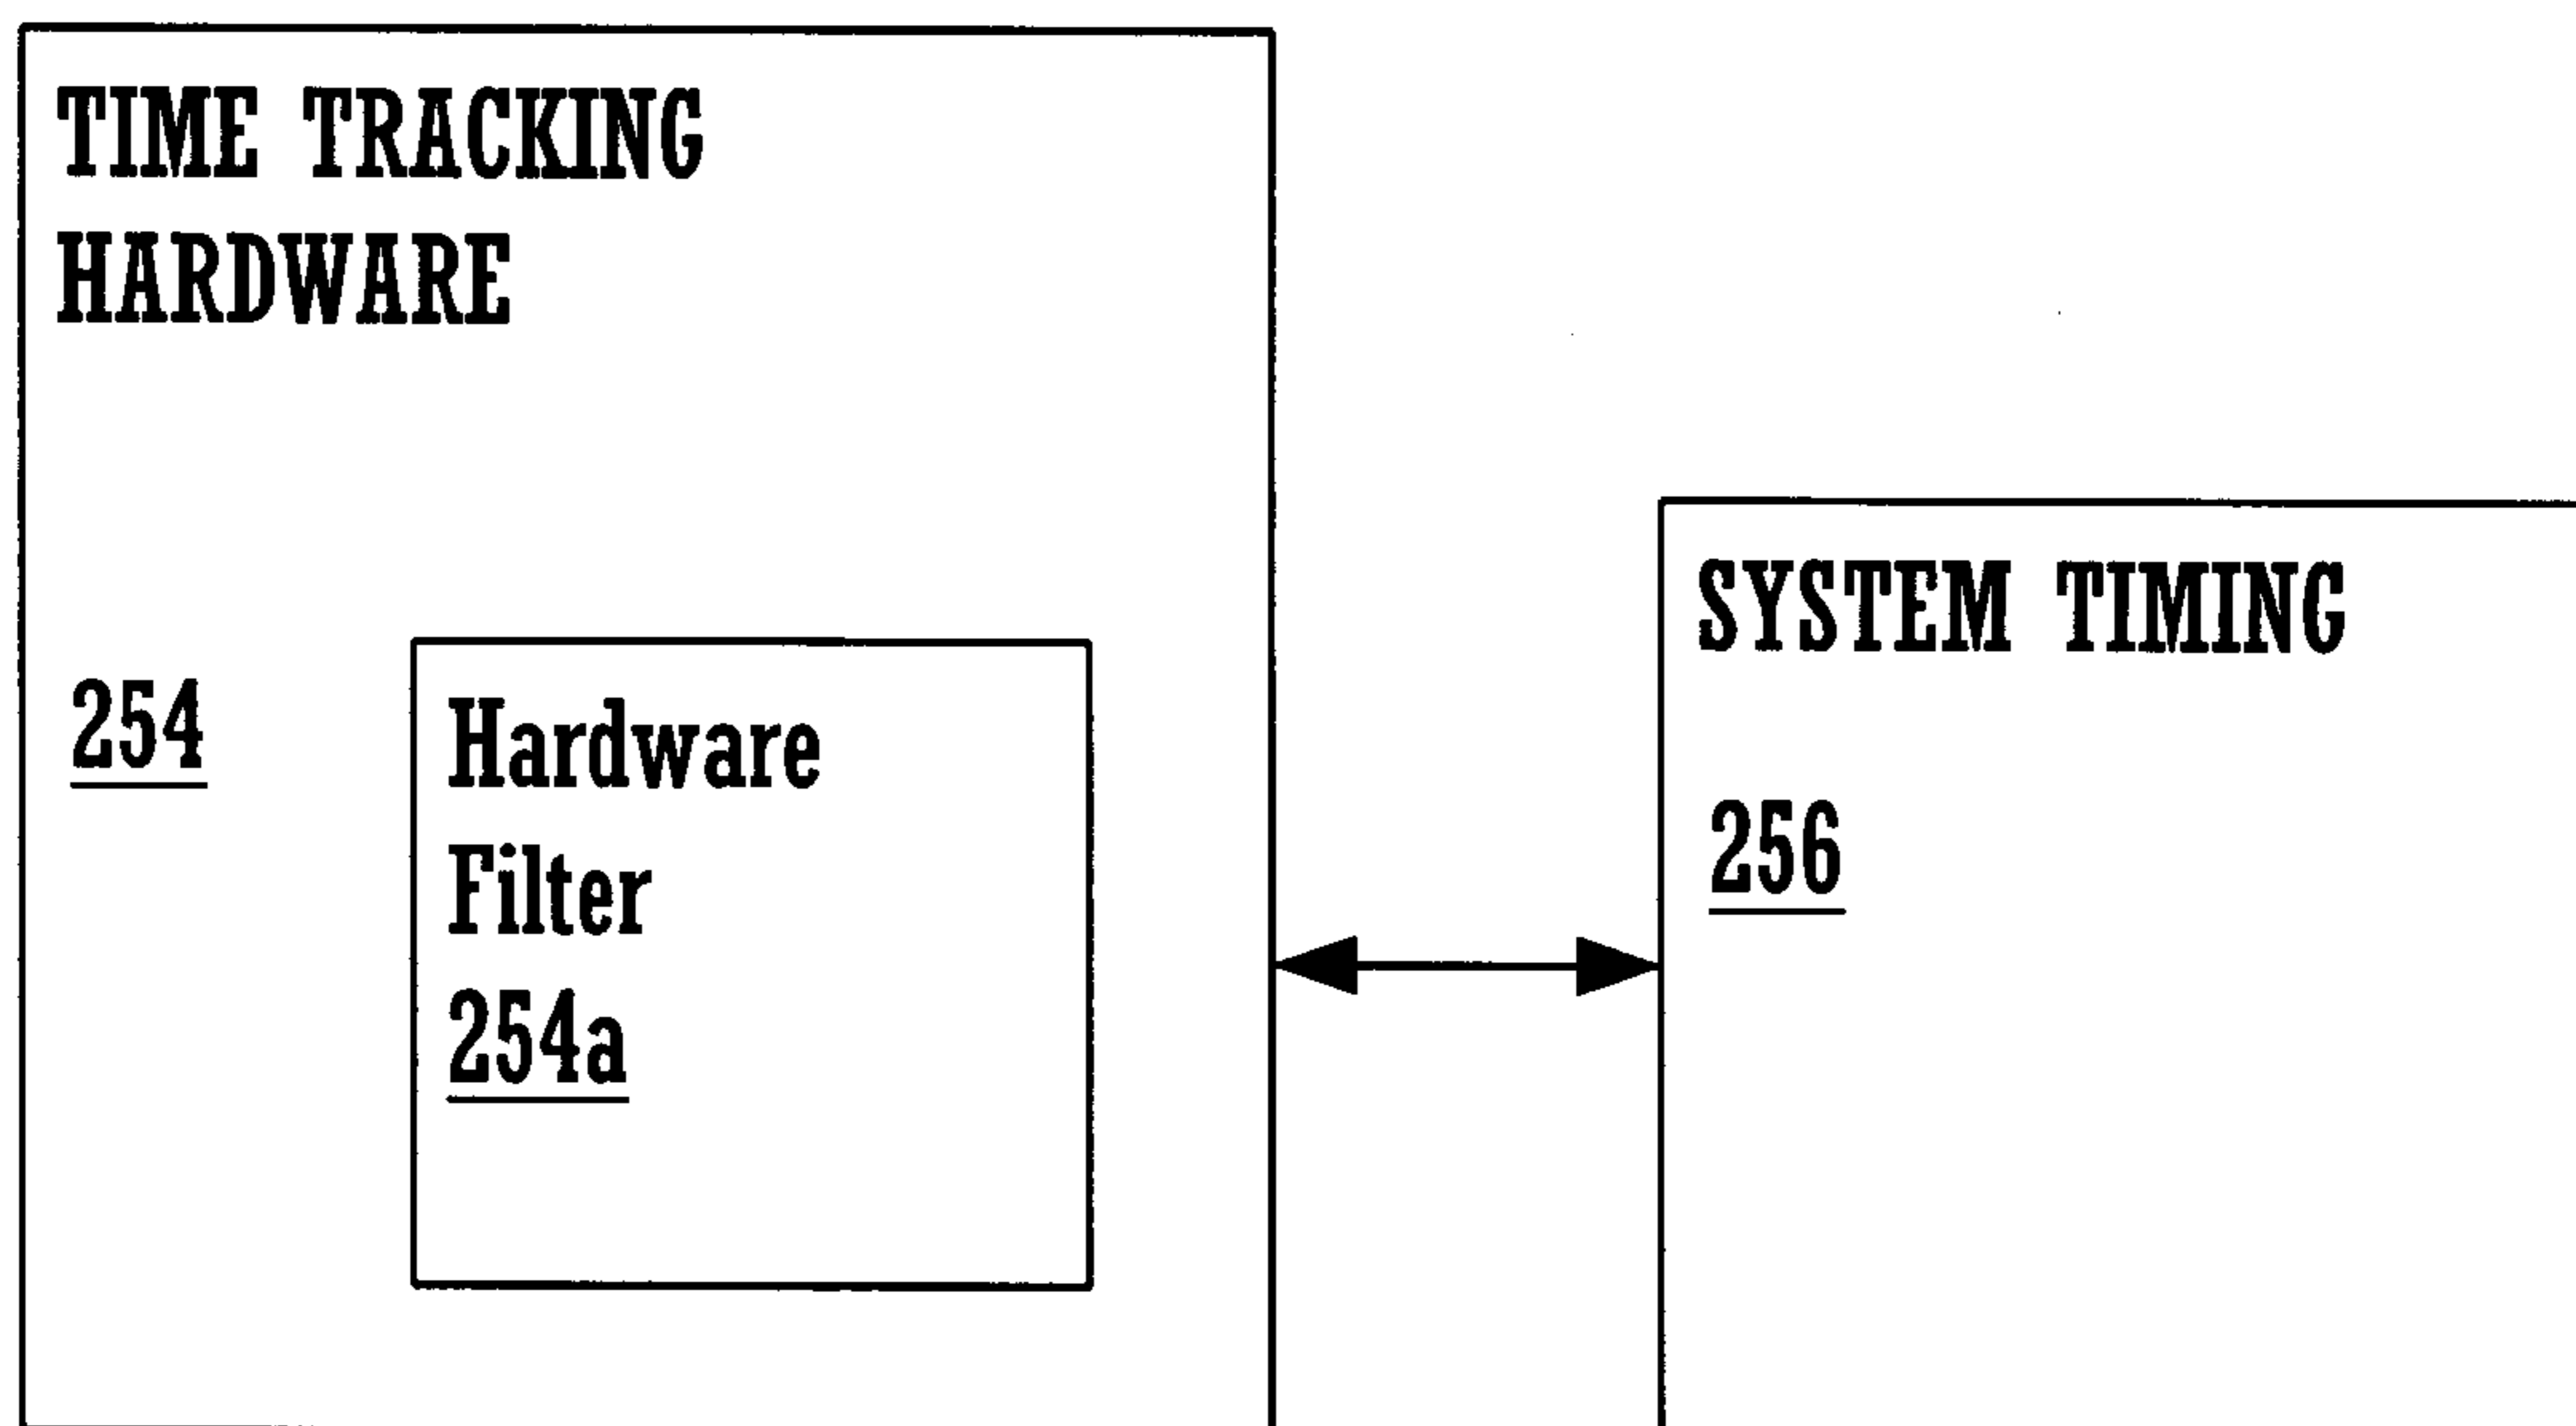 TIME TRACKING
HARDWARE
254
Hardware
Filter
254a
SYSTEM TIMING
256